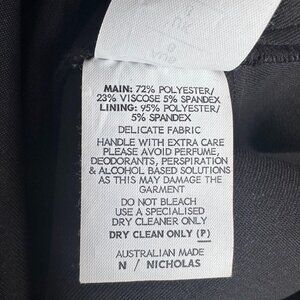 MAIN: 72% POLYESTER/
23% VISCOSE 5% SPANDEX
LINING: 95% POLYESTER/
5% SPANDEX
DELICATE FABRIC
HANDLE WITH EXTRA CARE
PLEASE AVOID PERFUME,
DEODORANTS, PERSPIRATION
& ALCOHOL BASED SOLUTIONS
AS THIS MAY DAMAGE THE
GARMENT
DO NOT BLEACH
USE A SPECIALISED
DRY CLEANER ONLY
DRY CLEAN ONLY (P)
AUSTRALIAN MADE
N / NICHOLAS